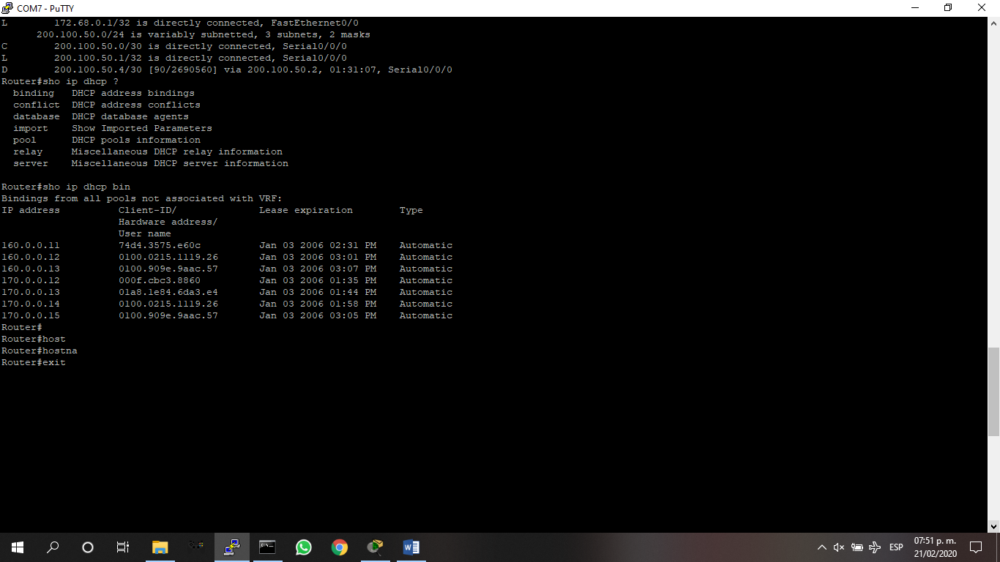 COM7 - PuTTY
L        172.68.0.1/32 is directly connected, FastEthernet0/0
      200.100.50.0/24 is variably subnetted, 3 subnets, 2 masks
C        200.100.50.0/30 is directly connected, Serial0/0/0
L        200.100.50.1/32 is directly connected, Serial0/0/0
D        200.100.50.4/30 [90/2690560] via 200.100.50.2, 01:31:07, Serial0/0/0
Router#sho ip dhcp ?
  binding   DHCP address bindings
  conflict  DHCP address conflicts
  database  DHCP database agents
  import    Show Imported Parameters
  pool      DHCP pools information
  relay     Miscellaneous DHCP relay information
  server    Miscellaneous DHCP server information
Router#sho ip dhcp bin
Bindings from all pools not associated with VRF:
IP address          Client-ID/              Lease expiration        Type
                    Hardware address/
                    User name
160.0.0.11          74d4.3575.e60c          Jan 03 2006 02:31 PM    Automatic
160.0.0.12          0100.0215.1119.26       Jan 03 2006 03:01 PM    Automatic
160.0.0.13          0100.909e.9aac.57       Jan 03 2006 03:07 PM    Automatic
170.0.0.12          000f.cbc3.8860          Jan 03 2006 01:35 PM    Automatic
170.0.0.13          01a8.1e84.6da3.e4       Jan 03 2006 01:44 PM    Automatic
170.0.0.14          0100.0215.1119.26       Jan 03 2006 01:58 PM    Automatic
170.0.0.15          0100.909e.9aac.57       Jan 03 2006 03:05 PM    Automatic
Router#
Router#host
Router#hostna
Router#exit
ESP
07:51 p. m.
21/02/2020